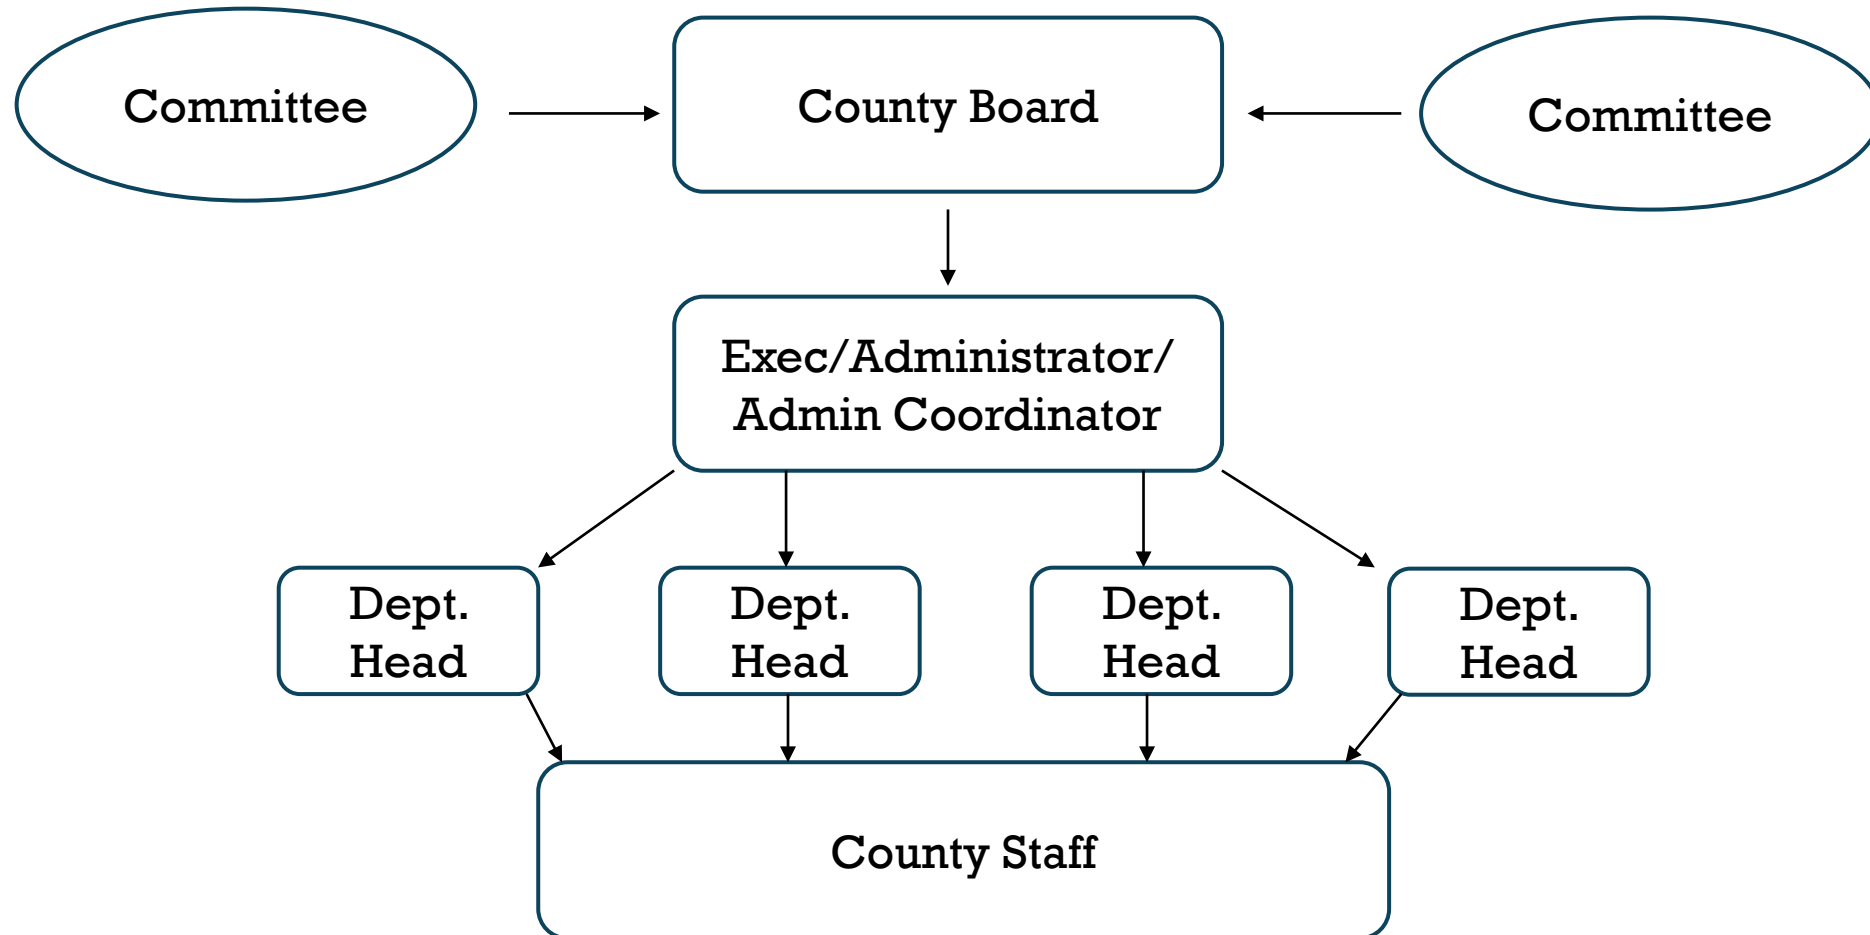 Committee
County Board
Committee
Exec/Administrator/
Admin Coordinator
Dept.
Head
Dept.
Head
Dept.
Head
Dept.
Head
County Staff